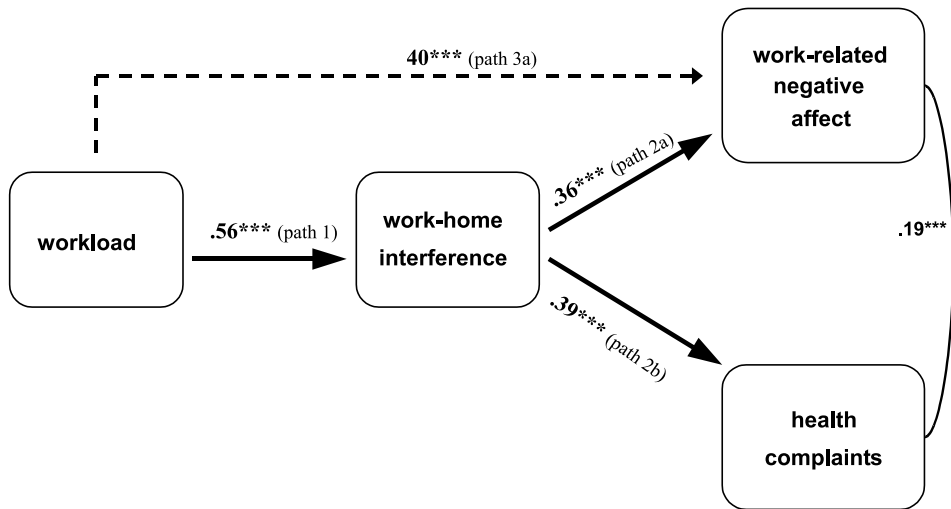 40*** (path 3a)
work-related
negative
affect
.36*** (path 2a)
workload
.56*** (path 1)
work-home
interference
.19***
.39*** (path 2b)
health
complaints